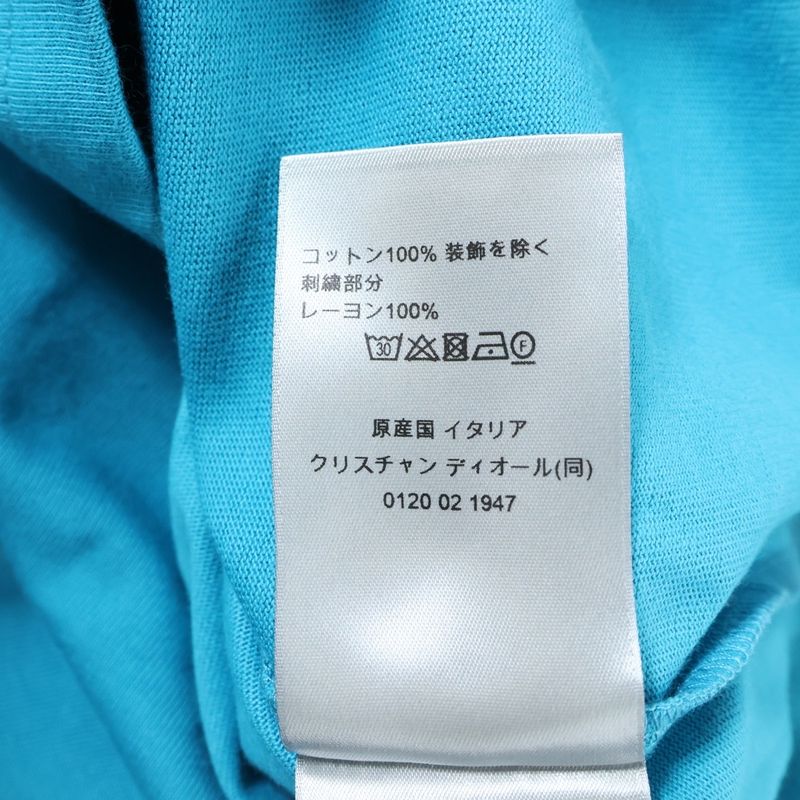 コットン100% 装飾を除く
刺繍部分
レーヨン100%
30 F
原産国 イタリア
クリスチャン ディオール(同)
0120 02 1947